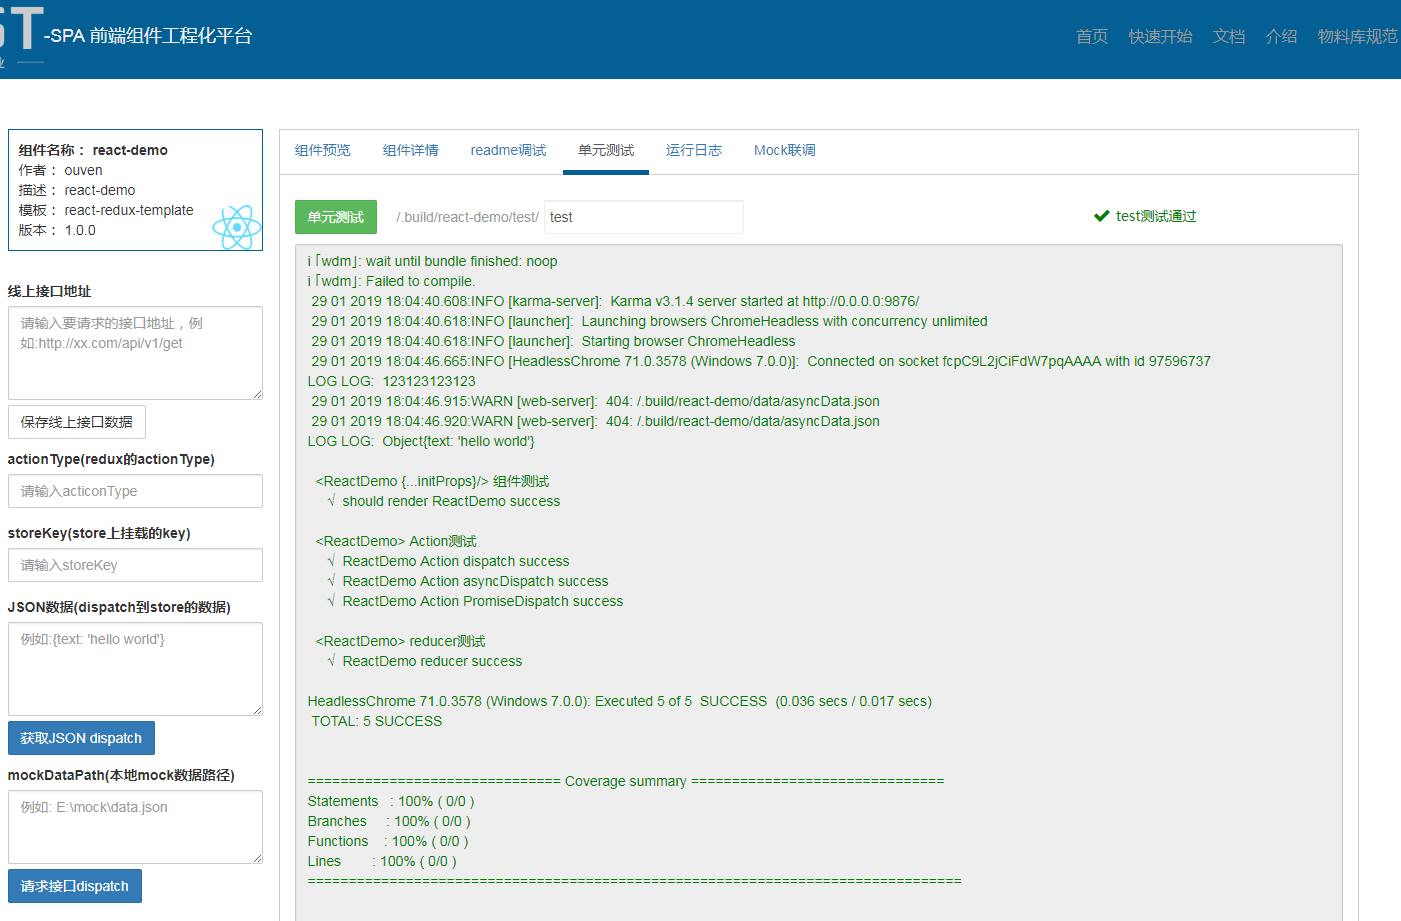 -SPA 前端组件工程化平台
首页 快速开始 文档 介绍 物料库规范
组件名称： react-demo
作者： ouven
描述： react-demo
模板： react-redux-template
版本： 1.0.0
线上接口地址
请输入要请求的接口地址，例
如:http://xx.com/api/v1/get
保存线上接口数据
actionType(redux的actionType)
请输入acticonType
storeKey(store上挂载的key)
请输入storeKey
JSON数据(dispatch到store的数据)
例如:{text: 'hello world'}
获取JSON dispatch
mockDataPath(本地mock数据路径)
例如: E:\mock\data.json
请求接口dispatch
组件预览 组件详情 readme调试 单元测试 运行日志 Mock联调
单元测试 /.build/react-demo/test/ test test测试通过
i ｢wdm｣: wait until bundle finished: noop
i ｢wdm｣: Failed to compile.
29 01 2019 18:04:40.608:INFO [karma-server]: Karma v3.1.4 server started at http://0.0.0.0:9876/
29 01 2019 18:04:40.618:INFO [launcher]: Launching browsers ChromeHeadless with concurrency unlimited
29 01 2019 18:04:40.618:INFO [launcher]: Starting browser ChromeHeadless
29 01 2019 18:04:46.665:INFO [HeadlessChrome 71.0.3578 (Windows 7.0.0)]: Connected on socket fcpC9L2jCiFdW7pqAAAA with id 97596737
LOG LOG: 123123123123
29 01 2019 18:04:46.915:WARN [web-server]: 404: /.build/react-demo/data/asyncData.json
29 01 2019 18:04:46.920:WARN [web-server]: 404: /.build/react-demo/data/asyncData.json
LOG LOG: Object{text: 'hello world'}
<ReactDemo {...initProps}/> 组件测试
√ should render ReactDemo success
<ReactDemo> Action测试
√ ReactDemo Action dispatch success
√ ReactDemo Action asyncDispatch success
√ ReactDemo Action PromiseDispatch success
<ReactDemo> reducer测试
√ ReactDemo reducer success
HeadlessChrome 71.0.3578 (Windows 7.0.0): Executed 5 of 5 SUCCESS (0.036 secs / 0.017 secs)
TOTAL: 5 SUCCESS
=============================== Coverage summary ===============================
Statements : 100% ( 0/0 )
Branches : 100% ( 0/0 )
Functions : 100% ( 0/0 )
Lines : 100% ( 0/0 )
================================================================================